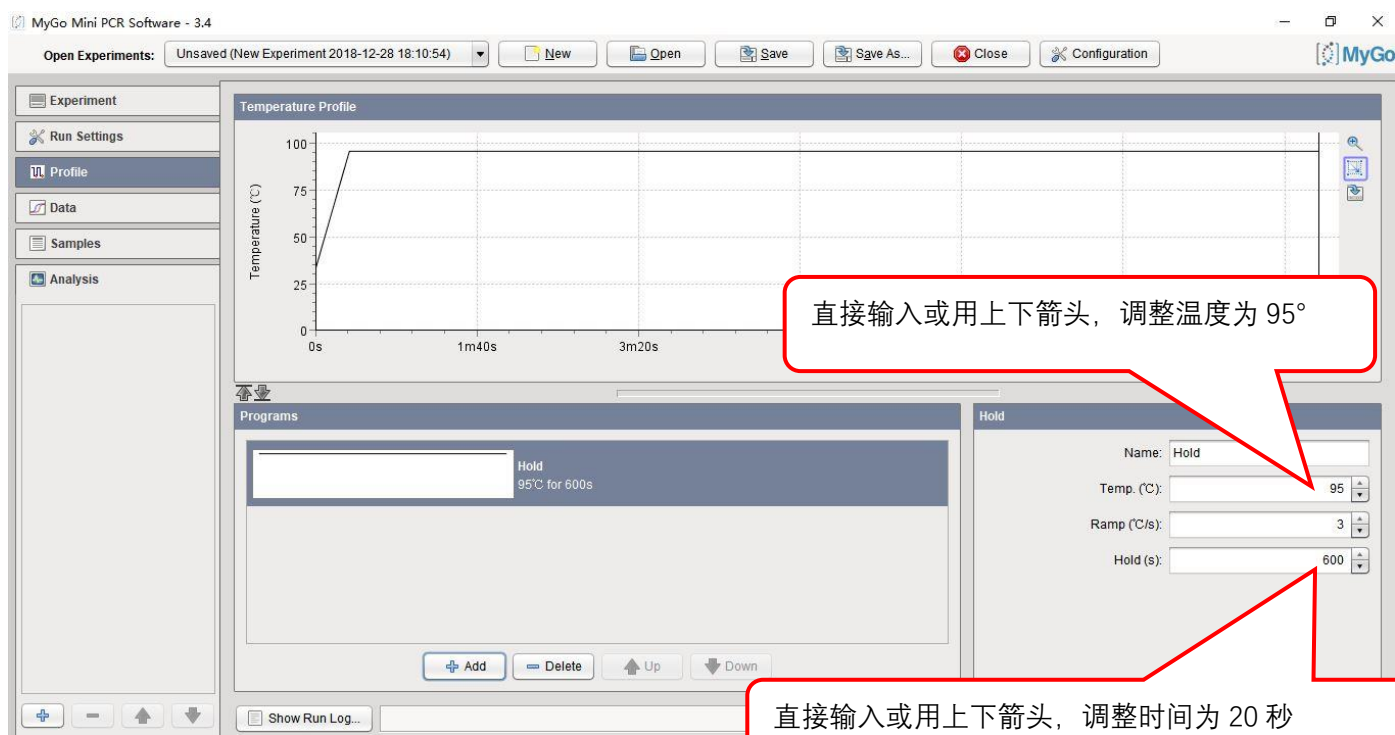 MyGo Mini PCR Software - 3.4
Open Experiments: Unsaved (New Experiment 2018-12-28 18:10:54) New Open Save Save As... Close Configuration MyGo
Experiment
Run Settings
Profile
Data
Samples
Analysis
Temperature Profile
100
75
50
25
0
Temperature (℃)
0s 1m40s 3m20s
直接输入或用上下箭头，调整温度为 95°
Programs
Hold
95℃ for 600s
Add Delete Up Down
Hold
Name: Hold
Temp. (℃): 95
Ramp (℃/s): 3
Hold (s): 600
Show Run Log...
直接输入或用上下箭头，调整时间为 20 秒